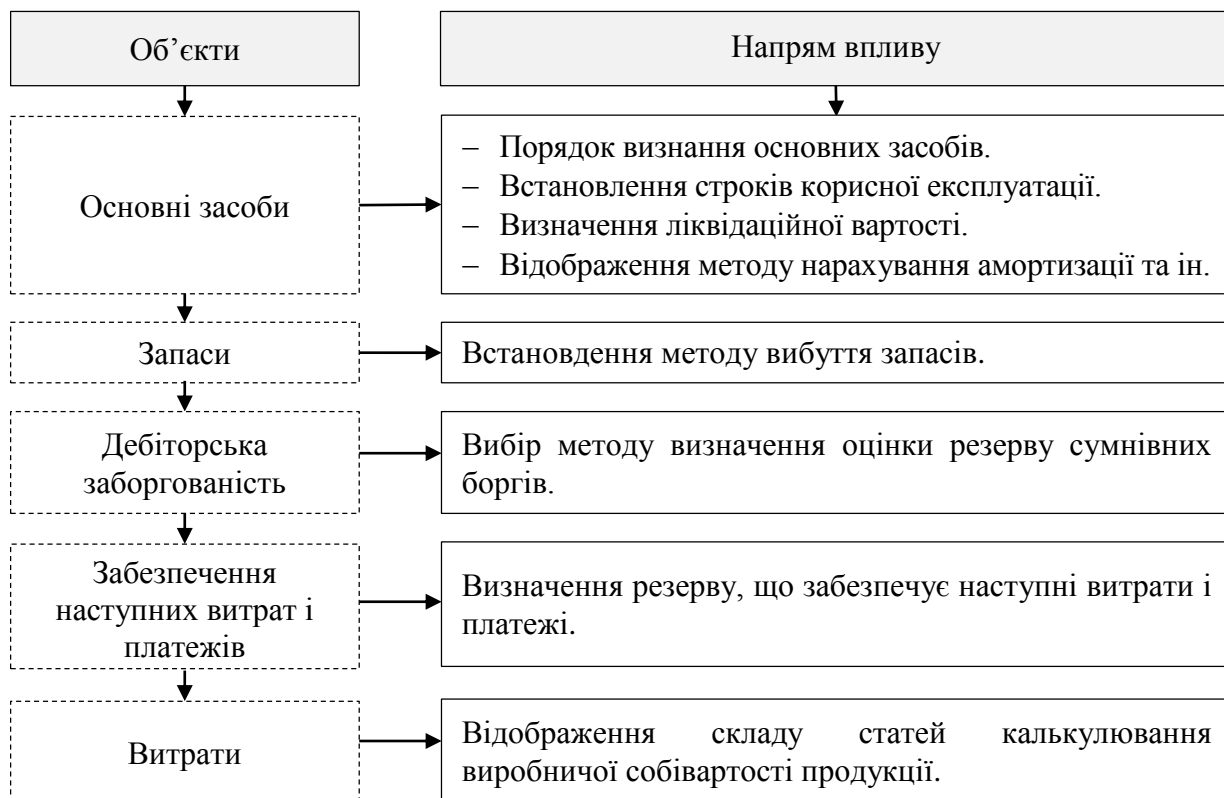 Об’єкти
Напрям впливу
Основні засоби
– Порядок визнання основних засобів.
– Встановлення строків корисної експлуатації.
– Визначення ліквідаційної вартості.
– Відображення методу нарахування амортизації та ін.
Запаси
Встановдення методу вибуття запасів.
Дебіторська
заборгованість
Вибір методу визначення оцінки резерву сумнівних
боргів.
Забезпечення
наступних витрат і
платежів
Визначення резерву, що забезпечує наступні витрати і
платежі.
Витрати
Відображення складу статей калькулювання
виробничої собівартості продукції.